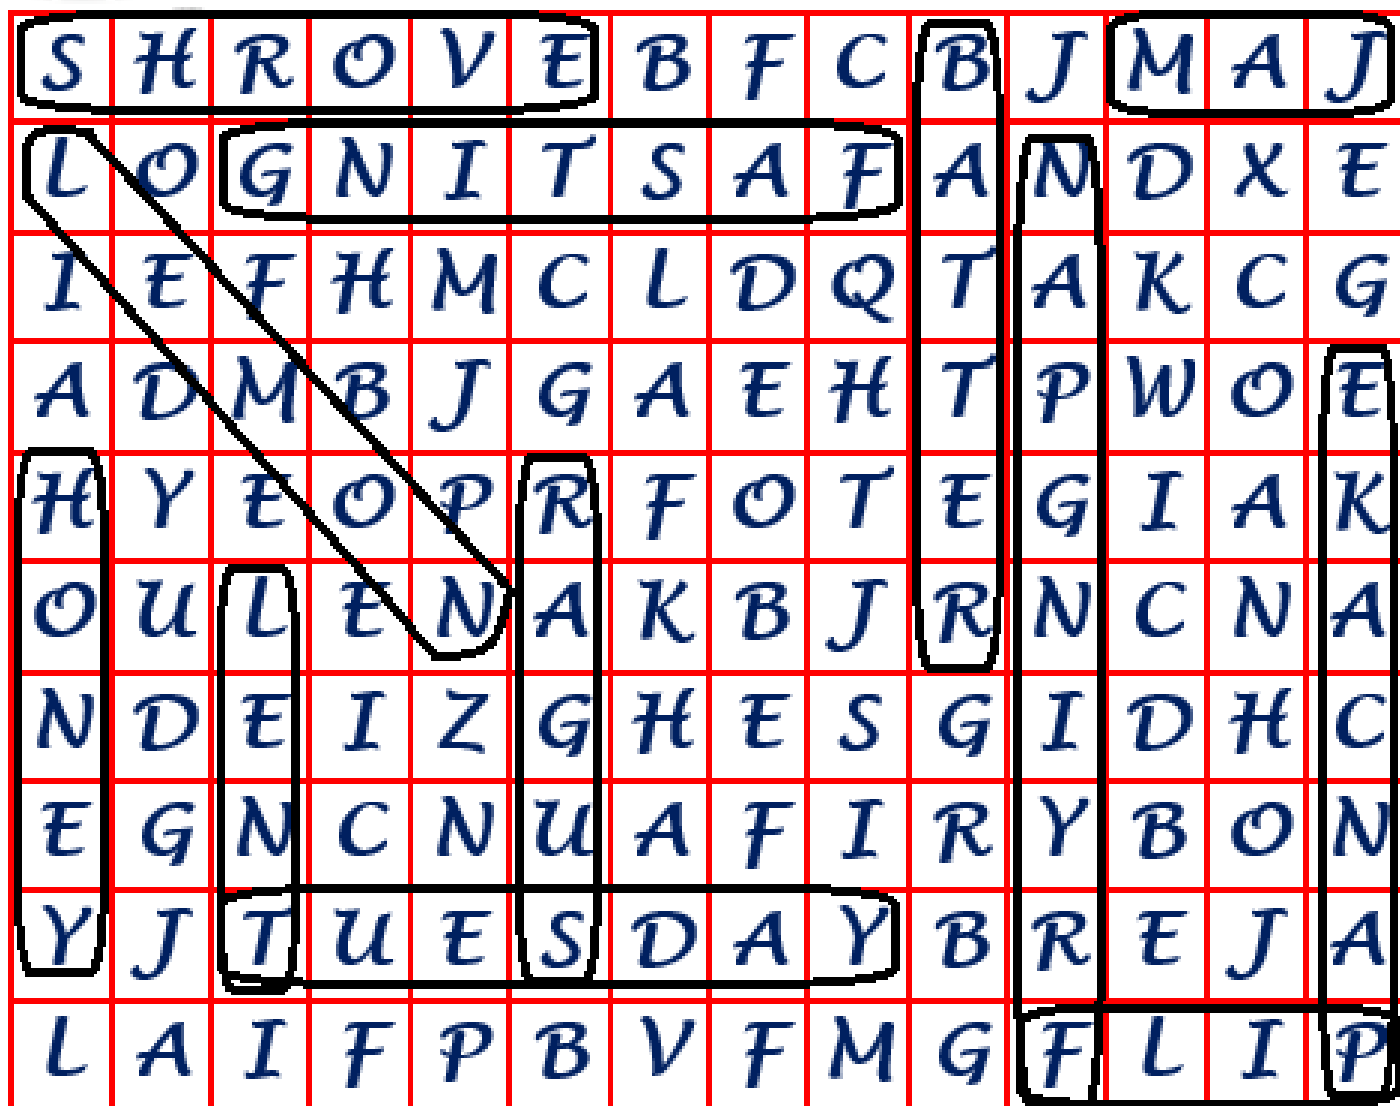 S H R O V E B F C B J M A J
L O G N I T S A F A N D X E
I E F H M C L D Q T A K C G
A D M B J G A E H T P W O E
H Y E O P R F O T E G I A K
O U L E N A K B J R N C N A
N D E I Z G H E S G I D H C
E G N C N U A F I R Y B O N
Y J T U E S D A Y B R E J A
L A I F P B V F M G F L I P